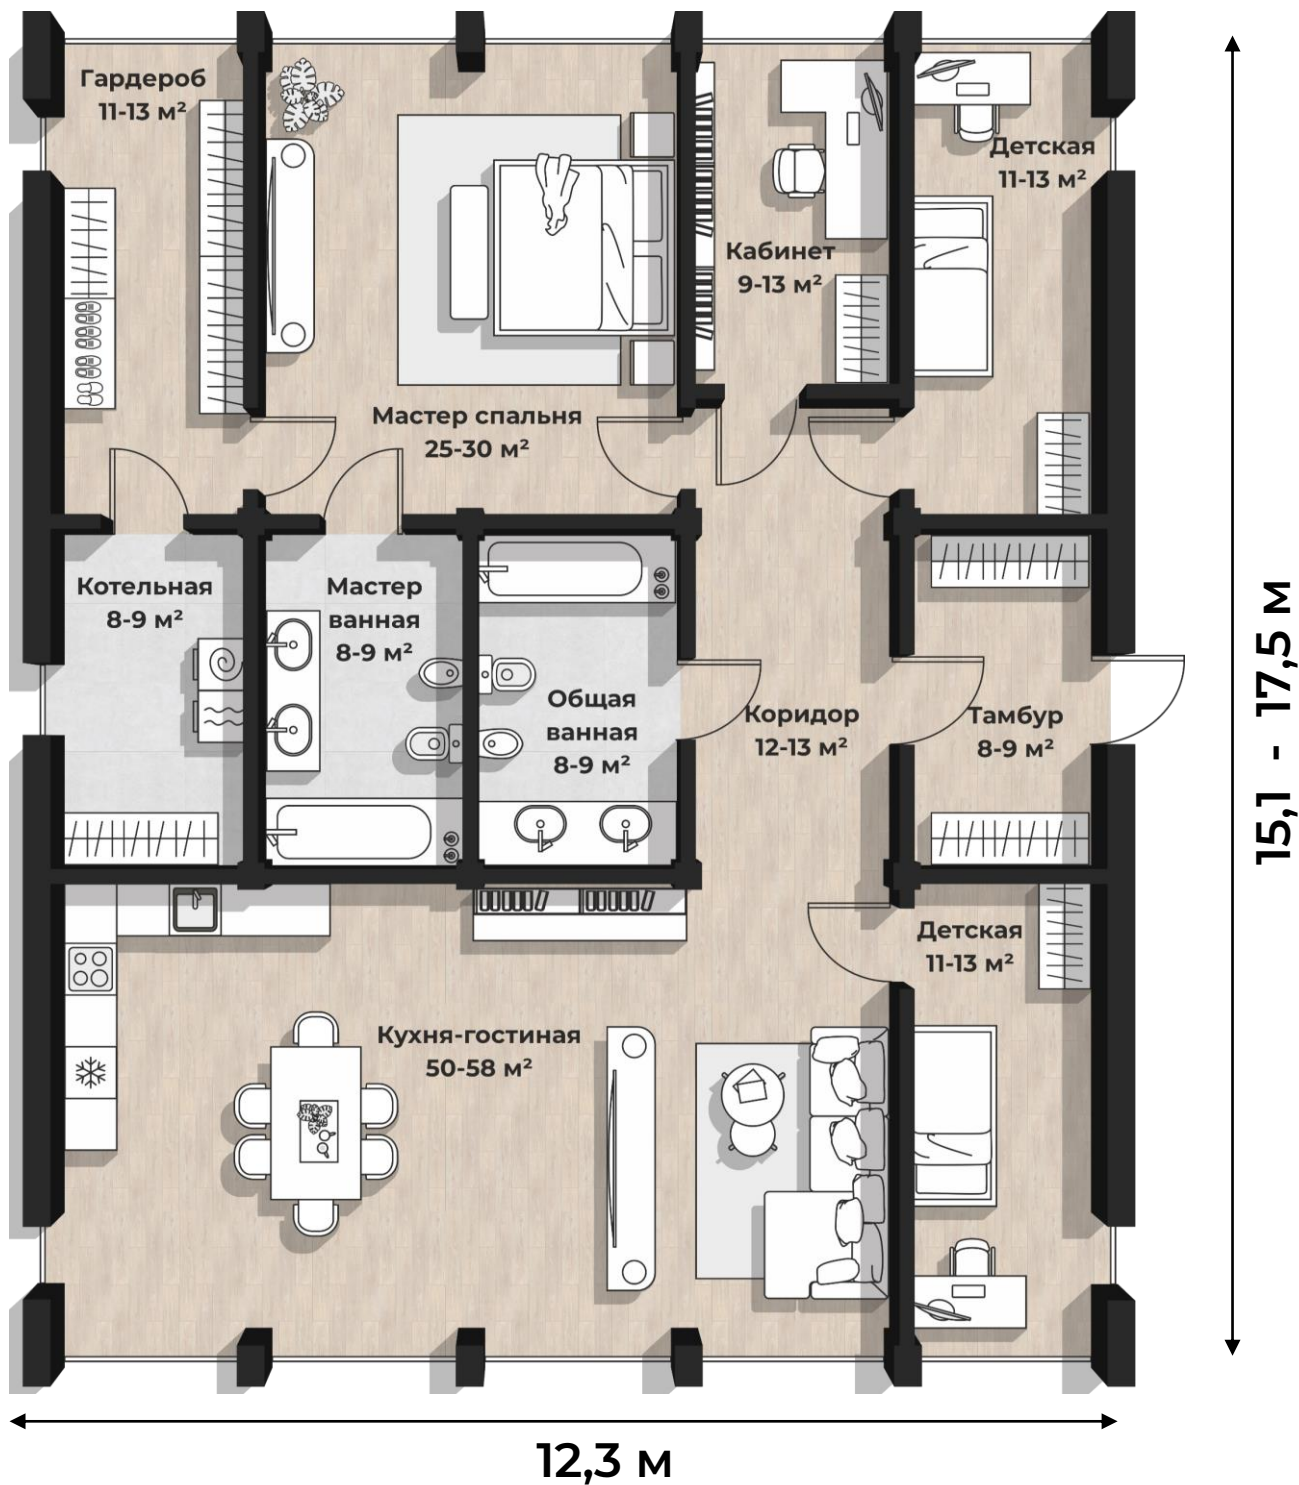 Гардероб
11-13 м²
Детская
11-13 м²
Кабинет
9-13 м²
Мастер спальня
25-30 м²
Котельная
8-9 м²
Мастер
ванная
8-9 м²
Общая
ванная
8-9 м²
Коридор
12-13 м²
Тамбур
8-9 м²
Детская
11-13 м²
Кухня-гостиная
50-58 м²
15,1 - 17,5 м
12,3 м